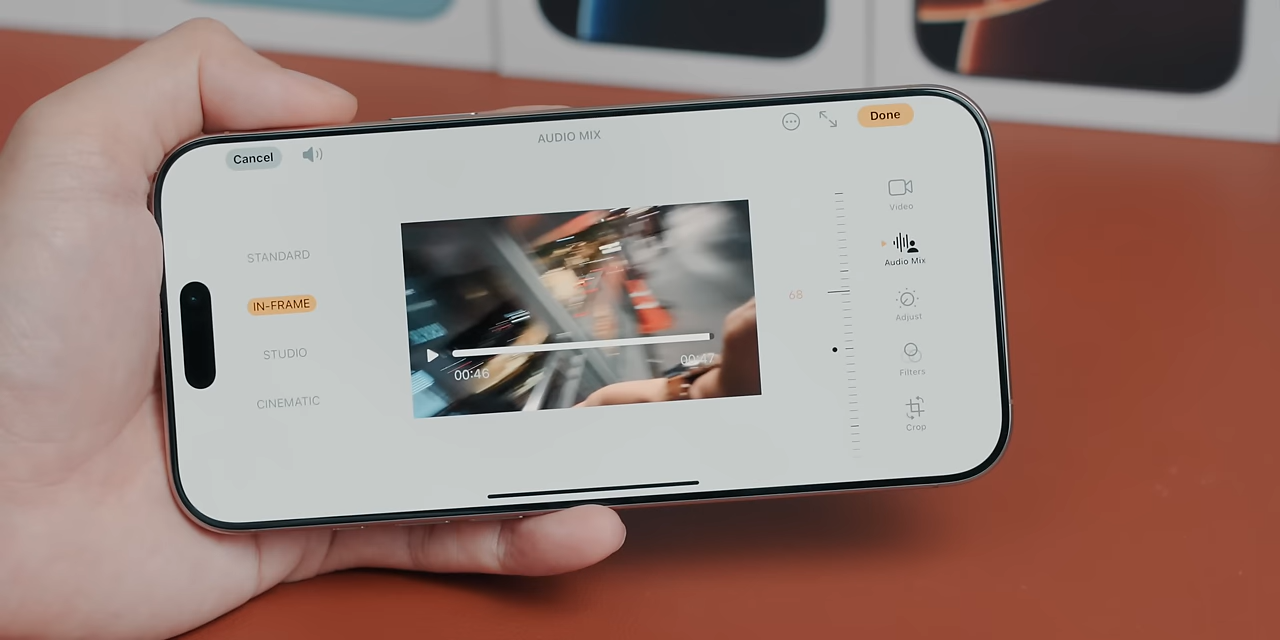 AUDIO MIX
Done
Cancel
Video
STANDARD
Audio Mix
IN-FRAME
68
Adjust
STUDIO
00:46
00:47
Filters
CINEMATIC
Crop